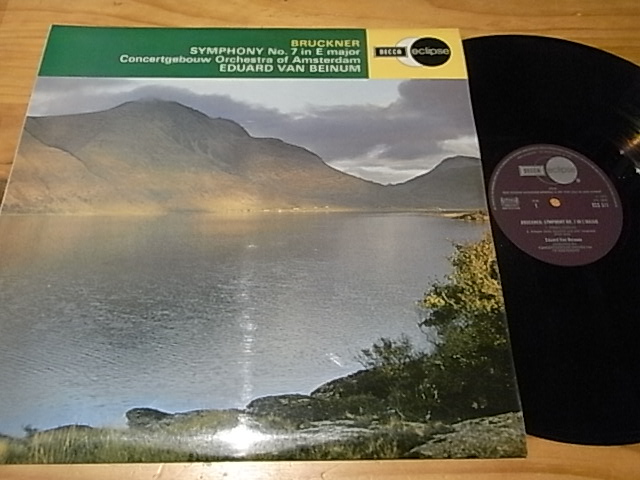 BRUCKNER
SYMPHONY No. 7 in E major
Concertgebouw Orchestra of Amsterdam
EDUARD VAN BEINUM
DECCA eclipse
DECCA eclipse
BRUCKNER: SYMPHONY NO. 7 IN E MAJOR
Eduard Van Beinum